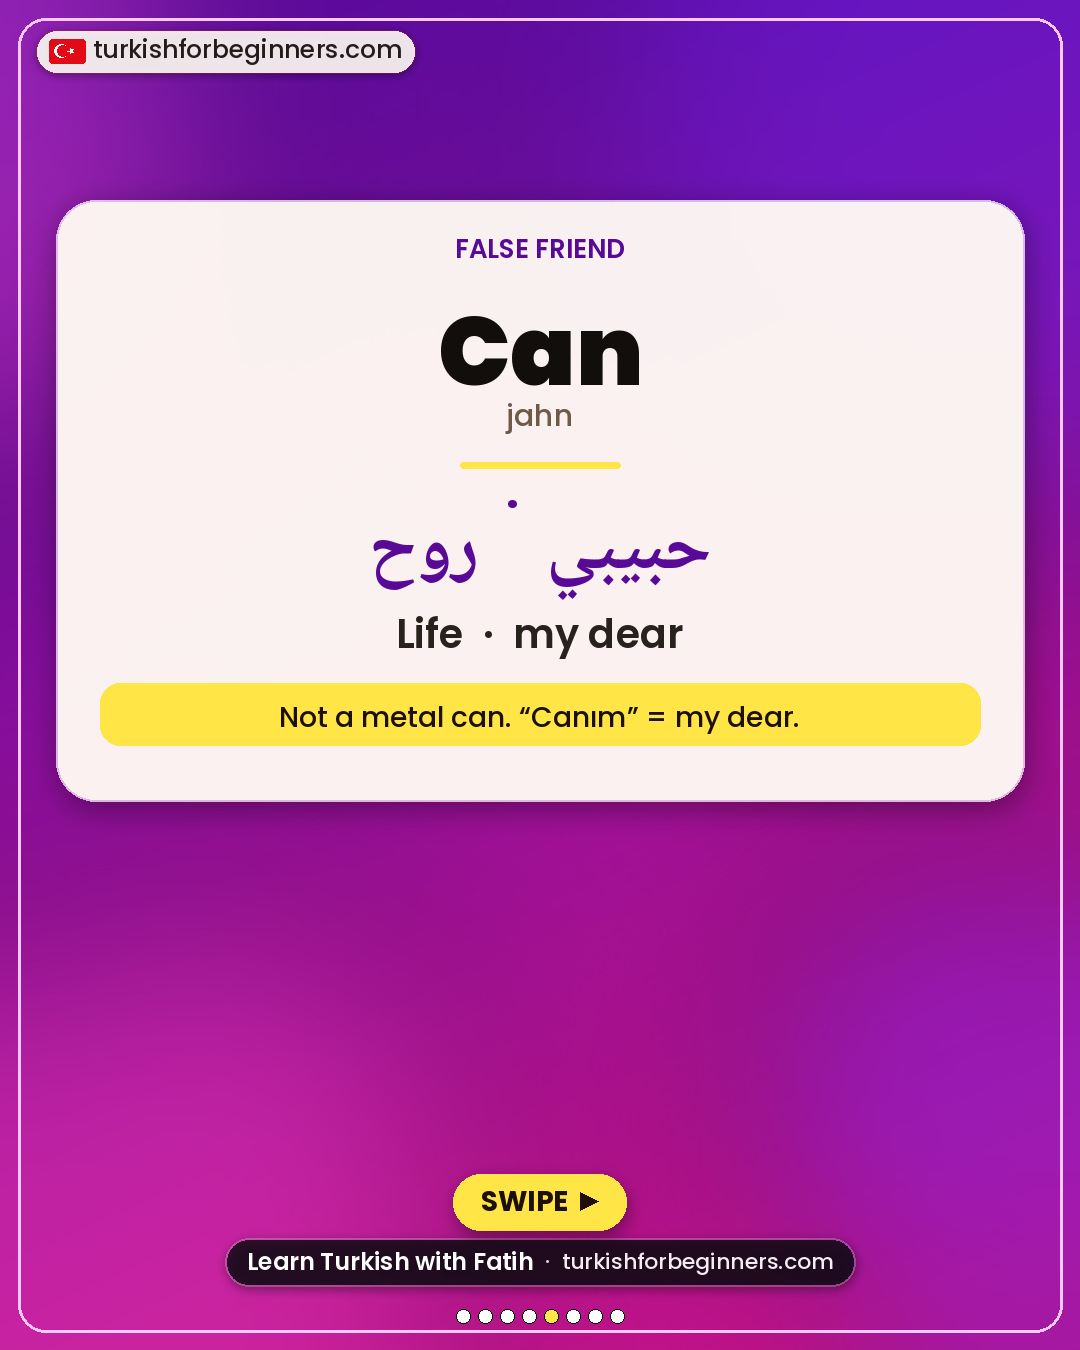 turkishforbeginners.com
FALSE FRIEND
Can
jahn
حبيبي · روح
Life · my dear
Not a metal can. “Canım” = my dear.
SWIPE ▶
Learn Turkish with Fatih · turkishforbeginners.com